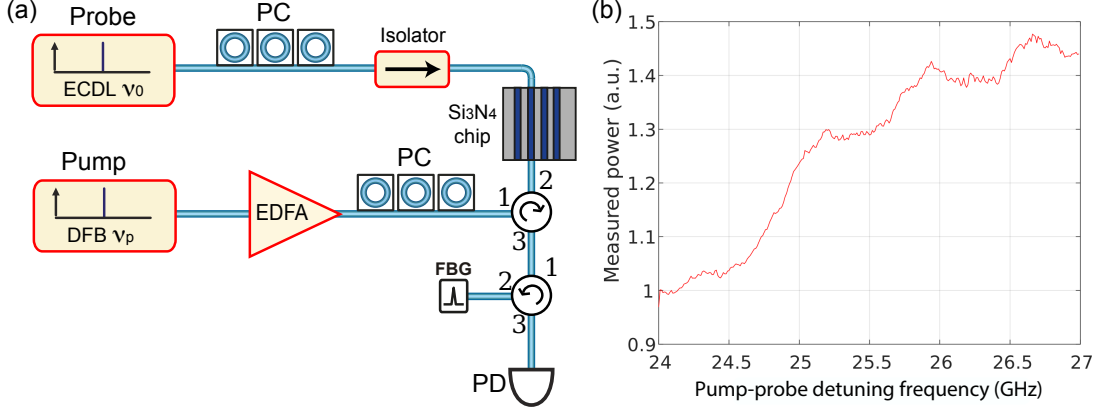 (a)
Probe
ECDL ν0
PC
Isolator
Si3N4
chip
Pump
DFB νp
EDFA
PC
1
2
3
FBG
2
1
3
PD
(b)
Measured power (a.u.)
1.5
1.4
1.3
1.2
1.1
1
0.9
24
24.5
25
25.5
26
26.5
27
Pump-probe detuning frequency (GHz)